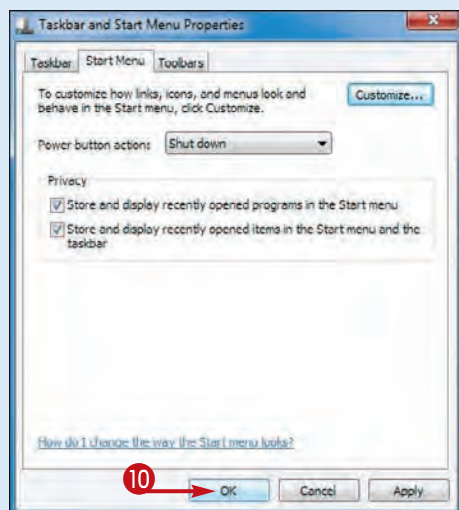 Taskbar and Start Menu Properties
Taskbar Start Menu Toolbars
To customize how links, icons, and menus look and
behave in the Start menu, click Customize.
Customize...
Power button action: Shut down
Privacy
Store and display recently opened programs in the Start menu
Store and display recently opened items in the Start menu and the
taskbar
How do I change the way the Start menu looks?
10
OK Cancel Apply